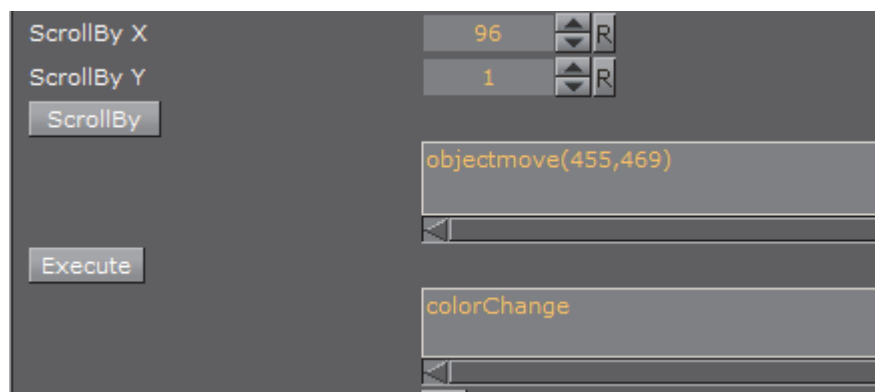 ScrollBy X 96 R
ScrollBy Y 1 R
ScrollBy
objectmove(455,469)
Execute
colorChange